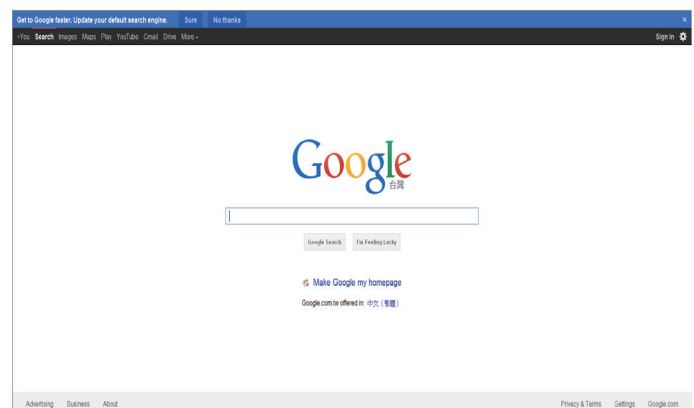 Get to Google faster. Update your default search engine. Sure No thanks ×
+You Search Images Maps Play YouTube Gmail Drive More Sign in
Google
台灣
Google Search I'm Feeling Lucky
Make Google my homepage
Google.com.tw offered in: 中文 (繁體)
Advertising Business About Privacy & Terms Settings Google.com